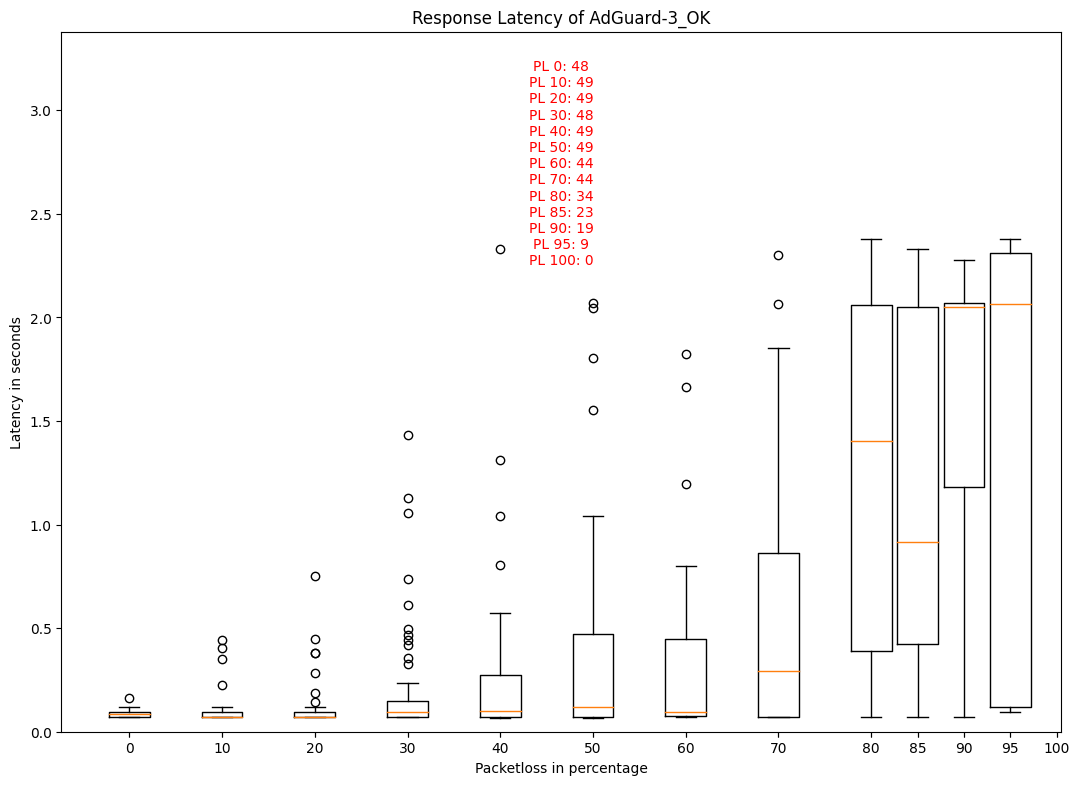 Response Latency of AdGuard-3_OK
PL 0: 48
PL 10: 49
PL 20: 49
PL 30: 48
PL 40: 49
PL 50: 49
PL 60: 44
PL 70: 44
PL 80: 34
PL 85: 23
PL 90: 19
PL 95: 9
PL 100: 0
3.0
2.5
2.0
1.5
1.0
0.5
0.0
Latency in seconds
0 10 20 30 40 50 60 70 80 85 90 95 100
Packetloss in percentage